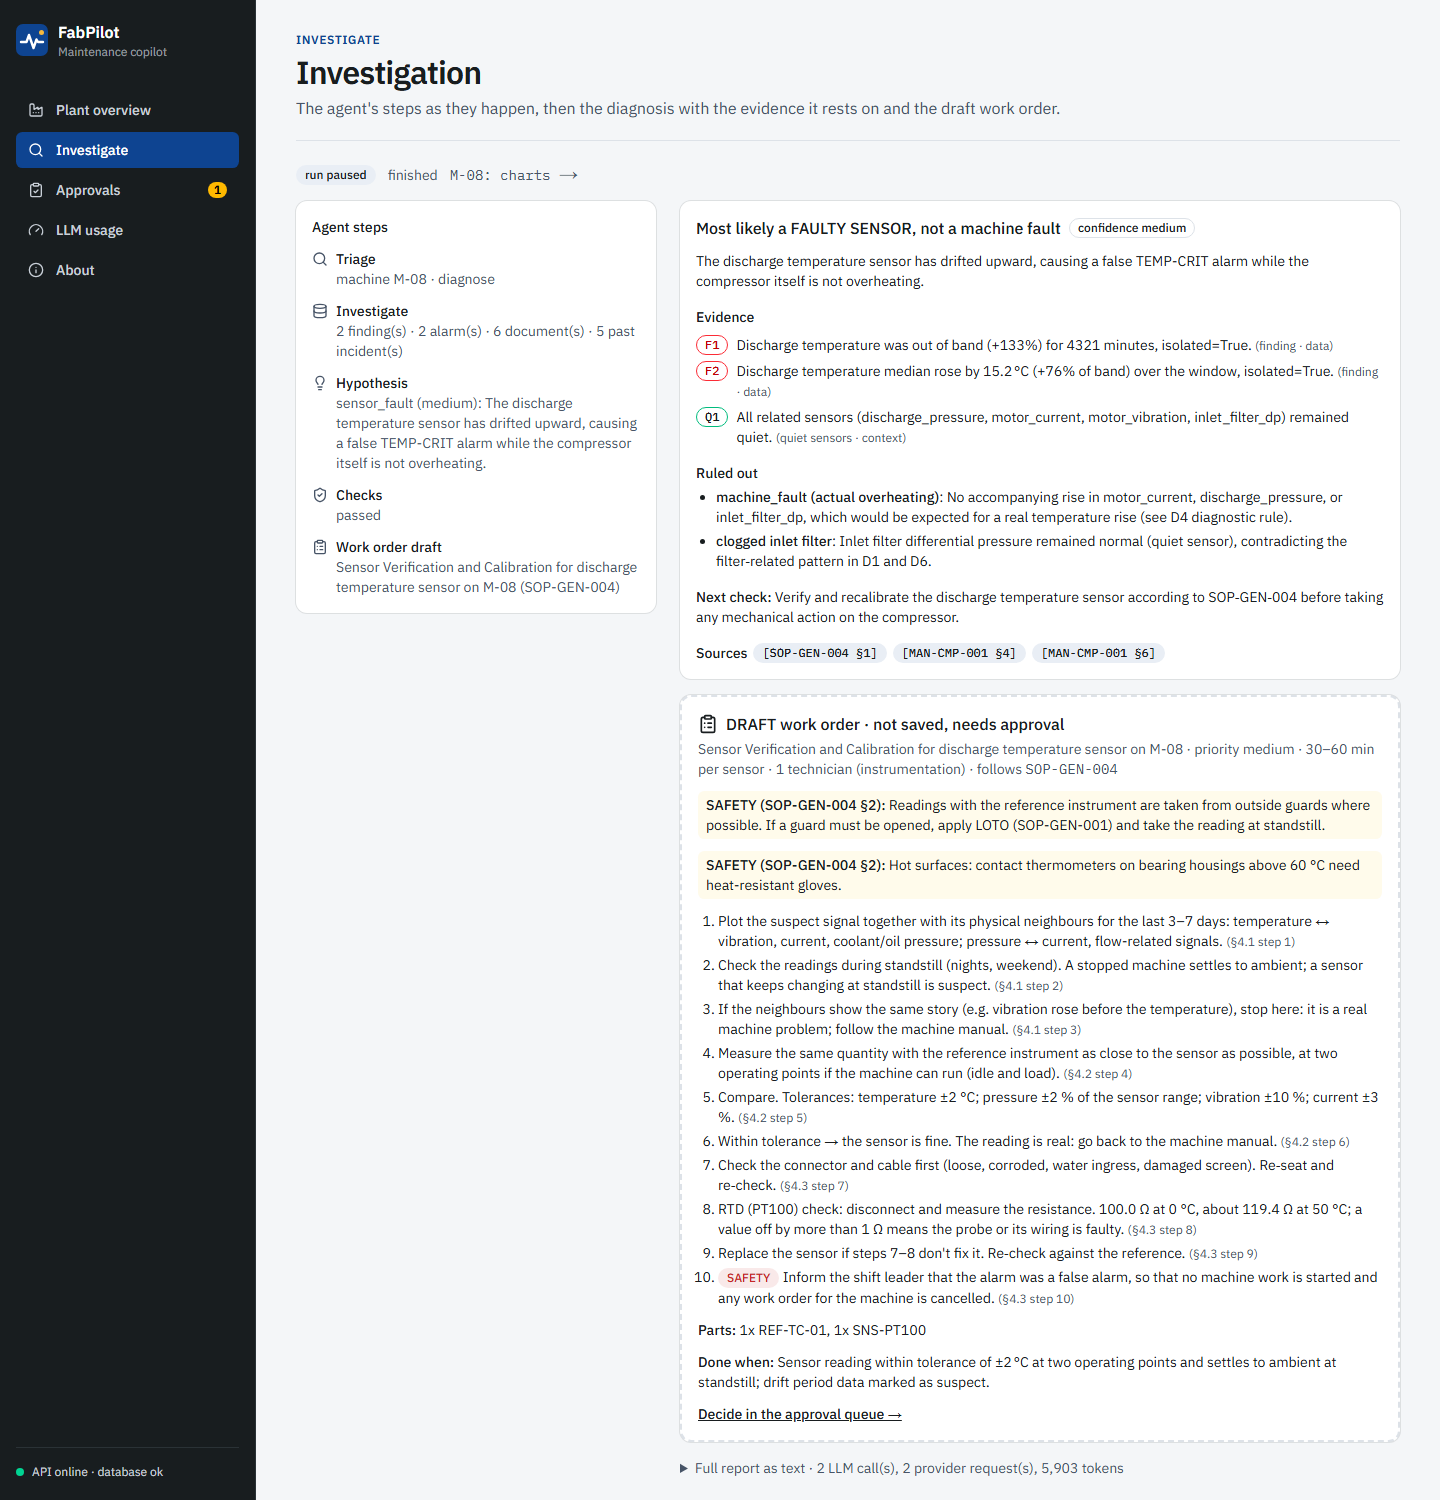 FabPilot
Maintenance copilot
Plant overview
Investigate
Approvals 1
LLM usage
About
API online · database ok
INVESTIGATE
Investigation
The agent's steps as they happen, then the diagnosis with the evidence it rests on and the draft work order.
run paused finished M-08: charts →
Agent steps
Triage
machine M-08 · diagnose
Investigate
2 finding(s) · 2 alarm(s) · 6 document(s) · 5 past
incident(s)
Hypothesis
sensor_fault (medium): The discharge
temperature sensor has drifted upward, causing
a false TEMP-CRIT alarm while the compressor
itself is not overheating.
Checks
passed
Work order draft
Sensor Verification and Calibration for discharge
temperature sensor on M-08 (SOP-GEN-004)
Most likely a FAULTY SENSOR, not a machine fault confidence medium
The discharge temperature sensor has drifted upward, causing a false TEMP-CRIT alarm while the
compressor itself is not overheating.
Evidence
F1 Discharge temperature was out of band (+133%) for 4321 minutes, isolated=True. (finding · data)
F2 Discharge temperature median rose by 15.2 °C (+76% of band) over the window, isolated=True. (finding
· data)
Q1 All related sensors (discharge_pressure, motor_current, motor_vibration, inlet_filter_dp) remained
quiet. (quiet sensors · context)
Ruled out
• machine_fault (actual overheating): No accompanying rise in motor_current, discharge_pressure, or
inlet_filter_dp, which would be expected for a real temperature rise (see D4 diagnostic rule).
• clogged inlet filter: Inlet filter differential pressure remained normal (quiet sensor), contradicting the
filter-related pattern in D1 and D6.
Next check: Verify and recalibrate the discharge temperature sensor according to SOP-GEN-004 before taking
any mechanical action on the compressor.
Sources [SOP-GEN-004 §1] [MAN-CMP-001 §4] [MAN-CMP-001 §6]
DRAFT work order · not saved, needs approval
Sensor Verification and Calibration for discharge temperature sensor on M-08 · priority medium · 30–60 min
per sensor · 1 technician (instrumentation) · follows SOP-GEN-004
SAFETY (SOP-GEN-004 §2): Readings with the reference instrument are taken from outside guards where
possible. If a guard must be opened, apply LOTO (SOP-GEN-001) and take the reading at standstill.
SAFETY (SOP-GEN-004 §2): Hot surfaces: contact thermometers on bearing housings above 60 °C need
heat-resistant gloves.
1. Plot the suspect signal together with its physical neighbours for the last 3–7 days: temperature ↔
vibration, current, coolant/oil pressure; pressure ↔ current, flow-related signals. (§4.1 step 1)
2. Check the readings during standstill (nights, weekend). A stopped machine settles to ambient; a sensor
that keeps changing at standstill is suspect. (§4.1 step 2)
3. If the neighbours show the same story (e.g. vibration rose before the temperature), stop here: it is a real
machine problem; follow the machine manual. (§4.1 step 3)
4. Measure the same quantity with the reference instrument as close to the sensor as possible, at two
operating points if the machine can run (idle and load). (§4.2 step 4)
5. Compare. Tolerances: temperature ±2 °C; pressure ±2 % of the sensor range; vibration ±10 %; current ±3
%. (§4.2 step 5)
6. Within tolerance → the sensor is fine. The reading is real: go back to the machine manual. (§4.2 step 6)
7. Check the connector and cable first (loose, corroded, water ingress, damaged screen). Re-seat and
re-check. (§4.3 step 7)
8. RTD (PT100) check: disconnect and measure the resistance. 100.0 Ω at 0 °C, about 119.4 Ω at 50 °C; a
value off by more than 1 Ω means the probe or its wiring is faulty. (§4.3 step 8)
9. Replace the sensor if steps 7–8 don't fix it. Re-check against the reference. (§4.3 step 9)
10. SAFETY Inform the shift leader that the alarm was a false alarm, so that no machine work is started and
any work order for the machine is cancelled. (§4.3 step 10)
Parts: 1x REF-TC-01, 1x SNS-PT100
Done when: Sensor reading within tolerance of ±2 °C at two operating points and settles to ambient at
standstill; drift period data marked as suspect.
Decide in the approval queue →
▶ Full report as text · 2 LLM call(s), 2 provider request(s), 5,903 tokens